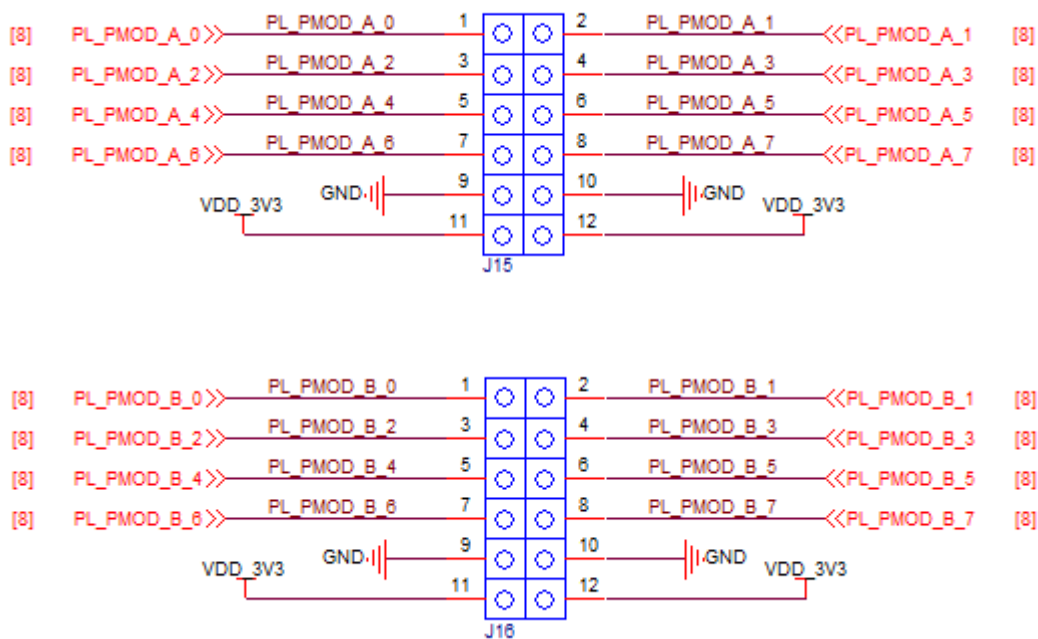 [8] PL_PMOD_A_0 PL_PMOD_A_0 1 2 PL_PMOD_A_1 PL_PMOD_A_1 [8]
[8] PL_PMOD_A_2 PL_PMOD_A_2 3 4 PL_PMOD_A_3 PL_PMOD_A_3 [8]
[8] PL_PMOD_A_4 PL_PMOD_A_4 5 6 PL_PMOD_A_5 PL_PMOD_A_5 [8]
[8] PL_PMOD_A_6 PL_PMOD_A_6 7 8 PL_PMOD_A_7 PL_PMOD_A_7 [8]
GND 9 10 GND
VDD_3V3 11 12 VDD_3V3
J15
[8] PL_PMOD_B_0 PL_PMOD_B_0 1 2 PL_PMOD_B_1 PL_PMOD_B_1 [8]
[8] PL_PMOD_B_2 PL_PMOD_B_2 3 4 PL_PMOD_B_3 PL_PMOD_B_3 [8]
[8] PL_PMOD_B_4 PL_PMOD_B_4 5 6 PL_PMOD_B_5 PL_PMOD_B_5 [8]
[8] PL_PMOD_B_6 PL_PMOD_B_6 7 8 PL_PMOD_B_7 PL_PMOD_B_7 [8]
GND 9 10 GND
VDD_3V3 11 12 VDD_3V3
J16